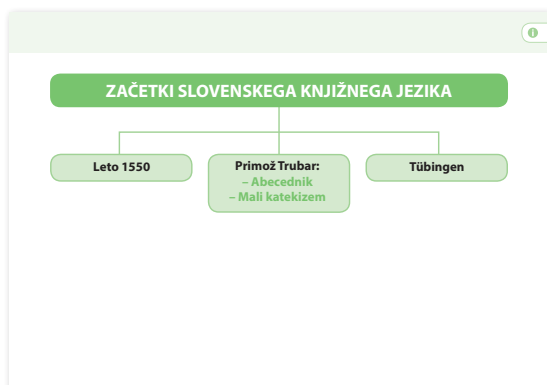 ZAČETKI SLOVENSKEGA KNJIŽNEGA JEZIKA
Leto 1550
Primož Trubar:
– Abecednik
– Mali katekizem
Tübingen